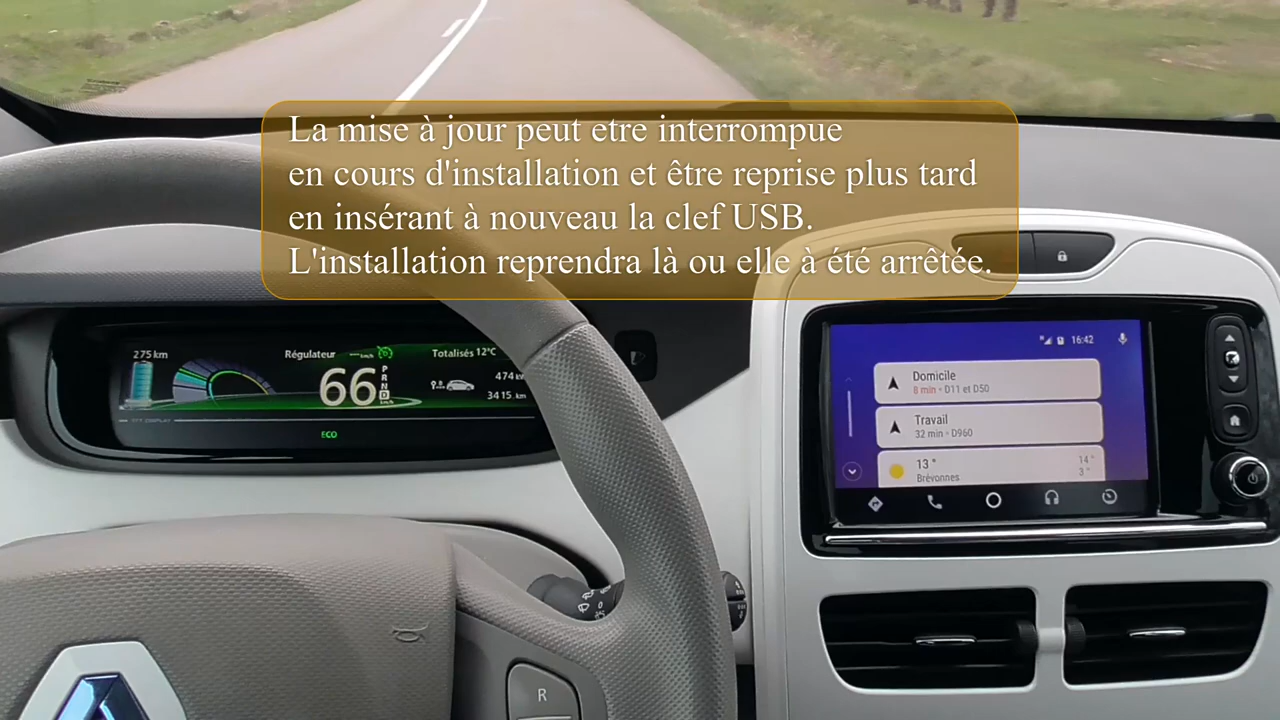 La mise à jour peut etre interrompue
en cours d'installation et être reprise plus tard
en insérant à nouveau la clef USB.
L'installation reprendra là ou elle à été arrêtée.
275 km
Régulateur
Totalisés 12°C
66
km/h
P
R
N
D
474
3415 km
ECO
16:42
Domicile
8 min • D11 et D50
Travail
32 min • D960
13 °
14 °
3 °
Brévonnes
0
R